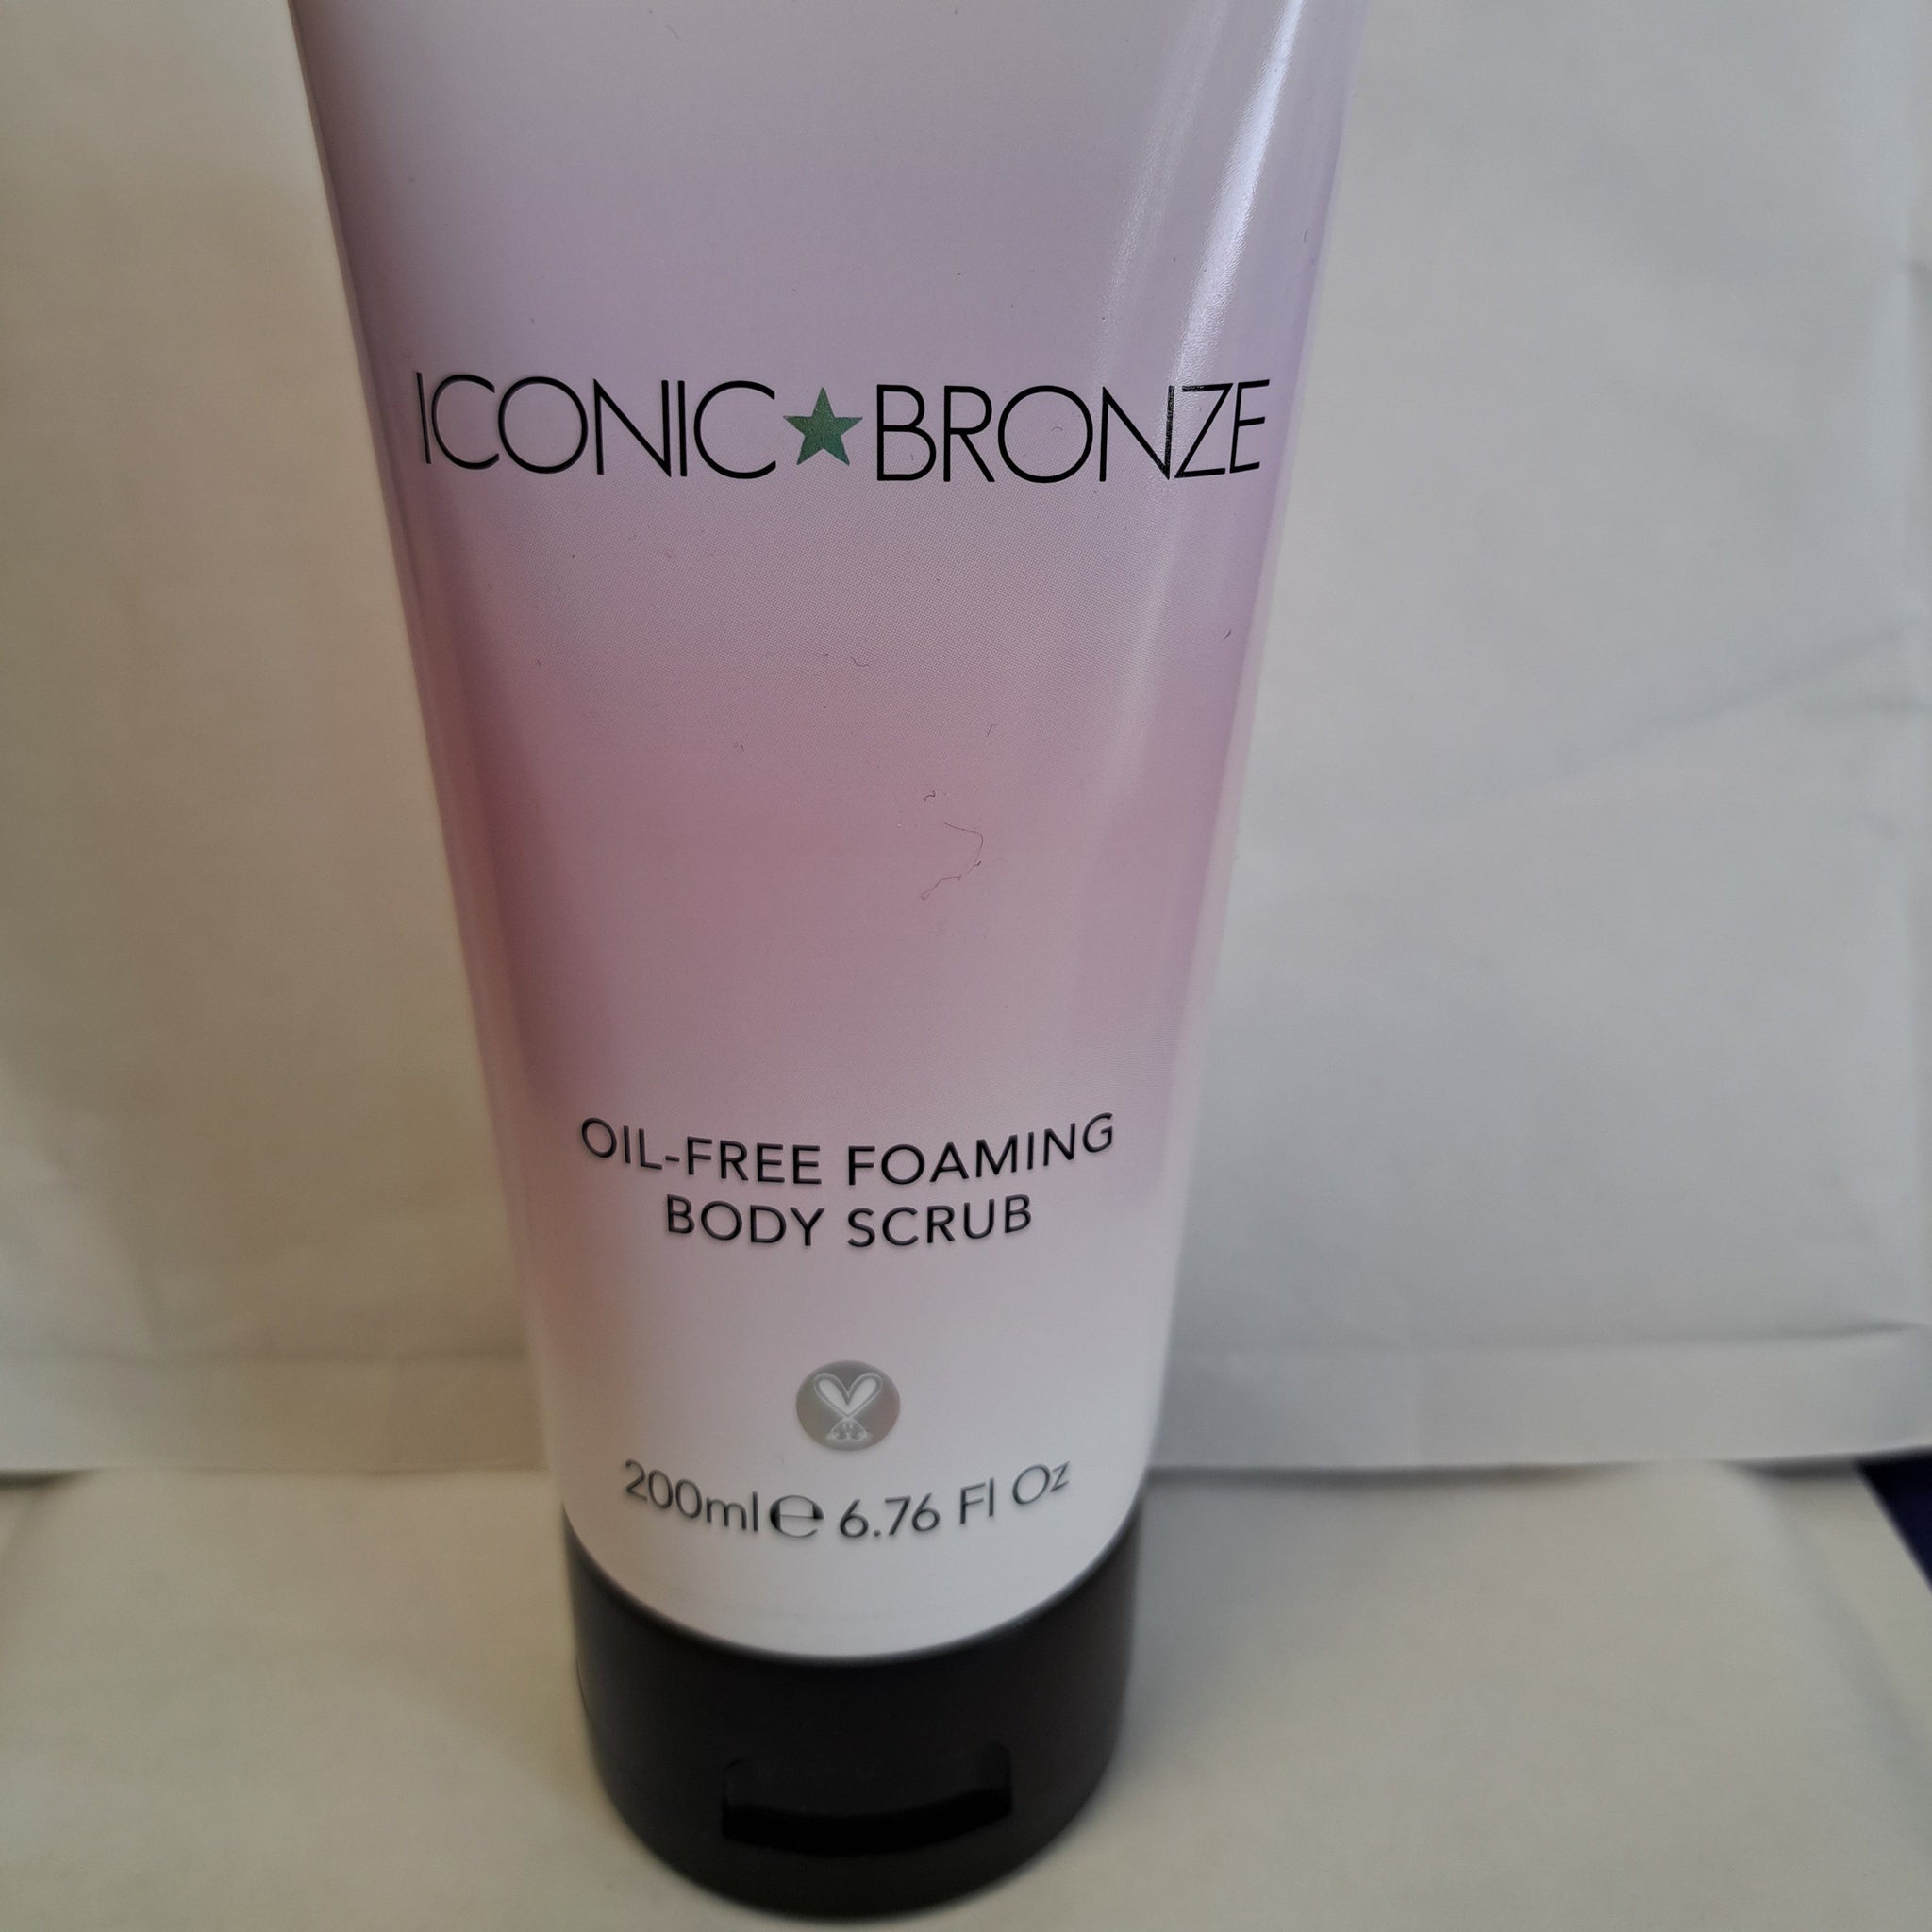 ICONIC★BRONZE
OIL-FREE FOAMING
BODY SCRUB
200ml℮ 6.76 Fl Oz